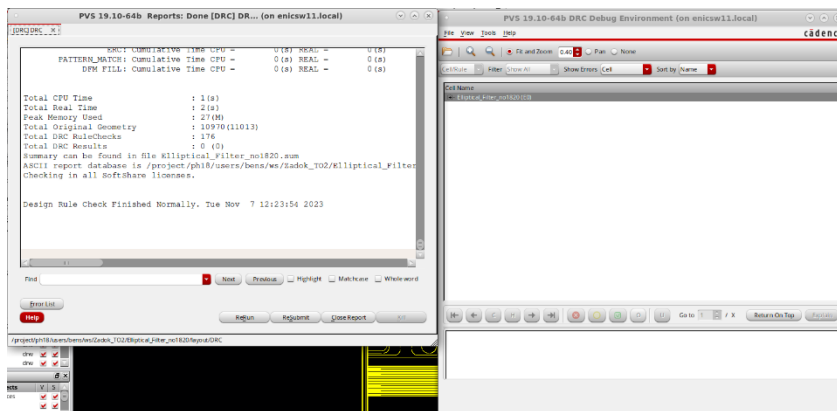 PVS 19.10-64b Reports: Done [DRC] DR... (on enicsw11.local)
[DRC] DRC X
ERC: Cumulative Time CPU = 0(s) REAL = 0(s)
PATTERN_MATCH: Cumulative Time CPU = 0(s) REAL = 0(s)
DFM FILL: Cumulative Time CPU = 0(s) REAL = 0(s)
Total CPU Time : 1(s)
Total Real Time : 2(s)
Peak Memory Used : 27(M)
Total Original Geometry : 10970(11013)
Total DRC RuleChecks : 176
Total DRC Results : 0 (0)
Summary can be found in file Elliptical_Filter_no1820.sum
ASCII report database is /project/ph18/users/bens/ws/Zadok_TO2/Elliptical_Filter
Checking in all SoftShare licenses.
Design Rule Check Finished Normally. Tue Nov 7 12:23:54 2023
Find Next Previous Highlight Matchcase Wholeword
Error List
Help ReRun ReSubmit Close Report
/project/ph18/users/bens/ws/Zadok_TO2/Elliptical_Filter_no1820/layout/DRC
drw
drw
V S
PVS 19.10-64b DRC Debug Environment (on enicsw11.local)
File View Tools Help
cādence
Fit and Zoom 0.40 Pan None
Cell/Rule Filter Show All Show Errors Cell Sort by Name
Cell Name
Elliptical_Filter_no1820 (0)
Go to 1 / X Return On Top